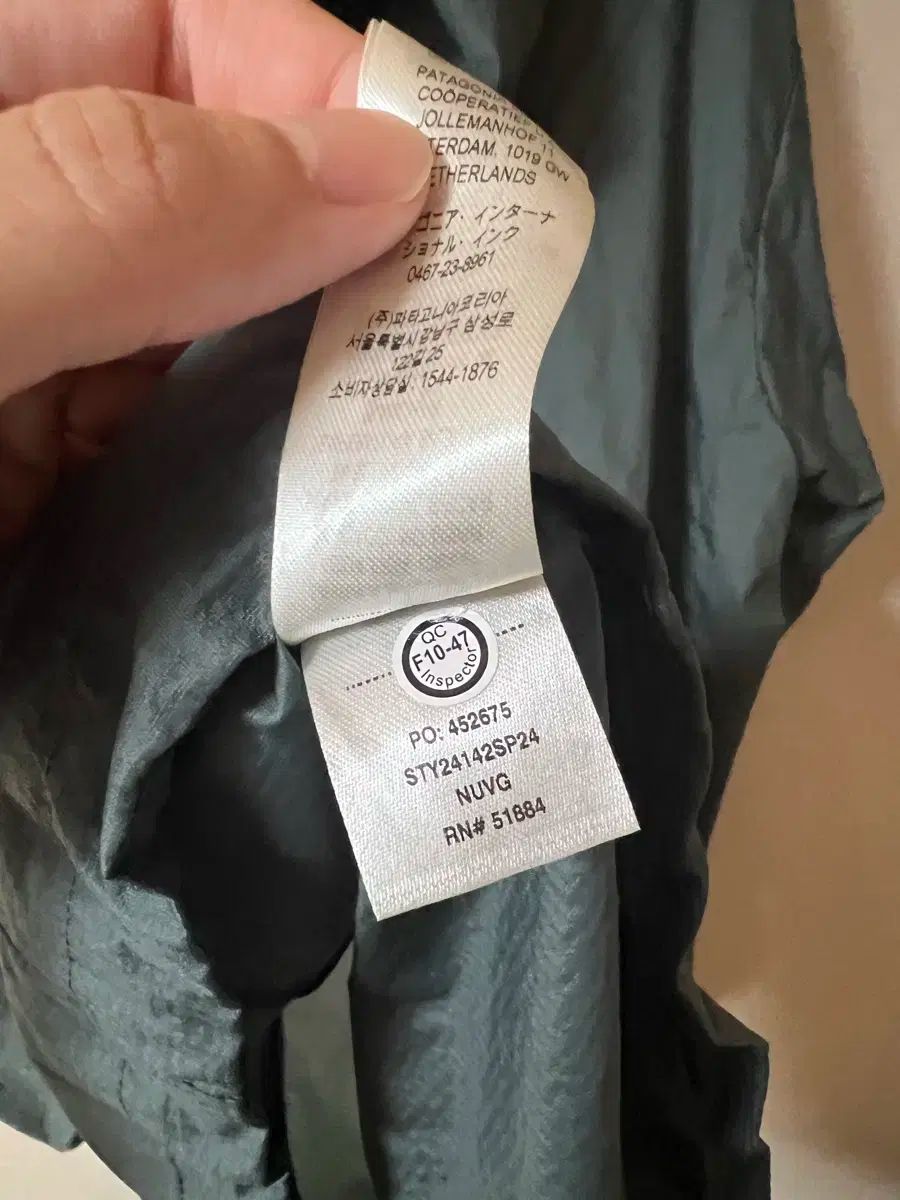 PATAGONIA
COÖPERATIEF
JOLLEMANHOF 11
TERDAM, 1019 GW
ETHERLANDS
ゴニア・インターナ
ショナル・インク
0467-23-8961
(주)파타고니아코리아
서울특별시 강남구 삼성로
122길 25
소비자상담실: 1544-1876
QC
F10-47
Inspector
PO: 452675
STY24142SP24
NUVG
RN# 51884